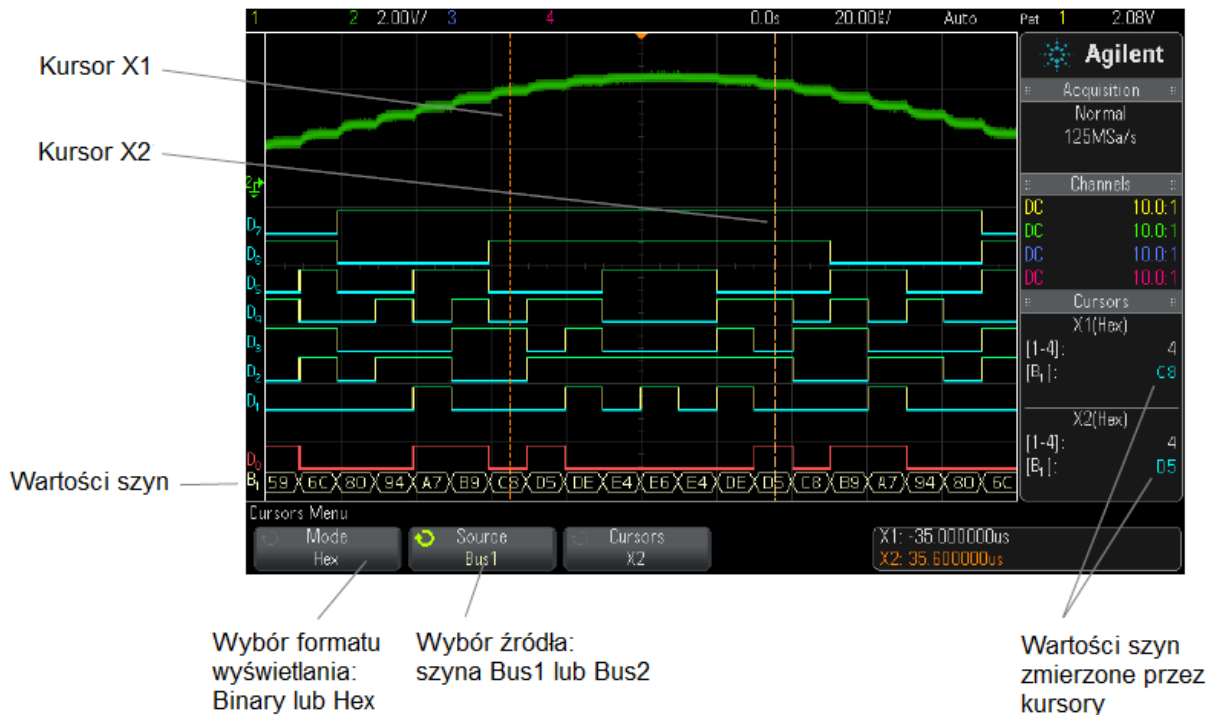 1 2 2.00V/ 3 4 0.0s 20.00us/ Auto Pat 1 2.08V
Kursor X1
Kursor X2
Agilent
Acquisition
Normal
125MSa/s
Channels
DC 10.0:1
DC 10.0:1
DC 10.0:1
DC 10.0:1
Cursors
X1(Hex)
[1-4]: 4
[B1]: C8
X2(Hex)
[1-4]: 4
[B1]: D5
2
D7
D6
D5
D4
D3
D2
D1
D0
Wartości szyn
B1 59 6C 80 94 A7 B9 C8 D5 DE E4 E6 E4 DE D5 C8 B9 A7 94 80 6C
Cursors Menu
Mode
Hex
Source
Bus1
Cursors
X2
X1: -35.000000us
X2: 35.600000us
Wybór formatu
wyświetlania:
Binary lub Hex
Wybór źródła:
szyna Bus1 lub Bus2
Wartości szyn
zmierzone przez
kursory